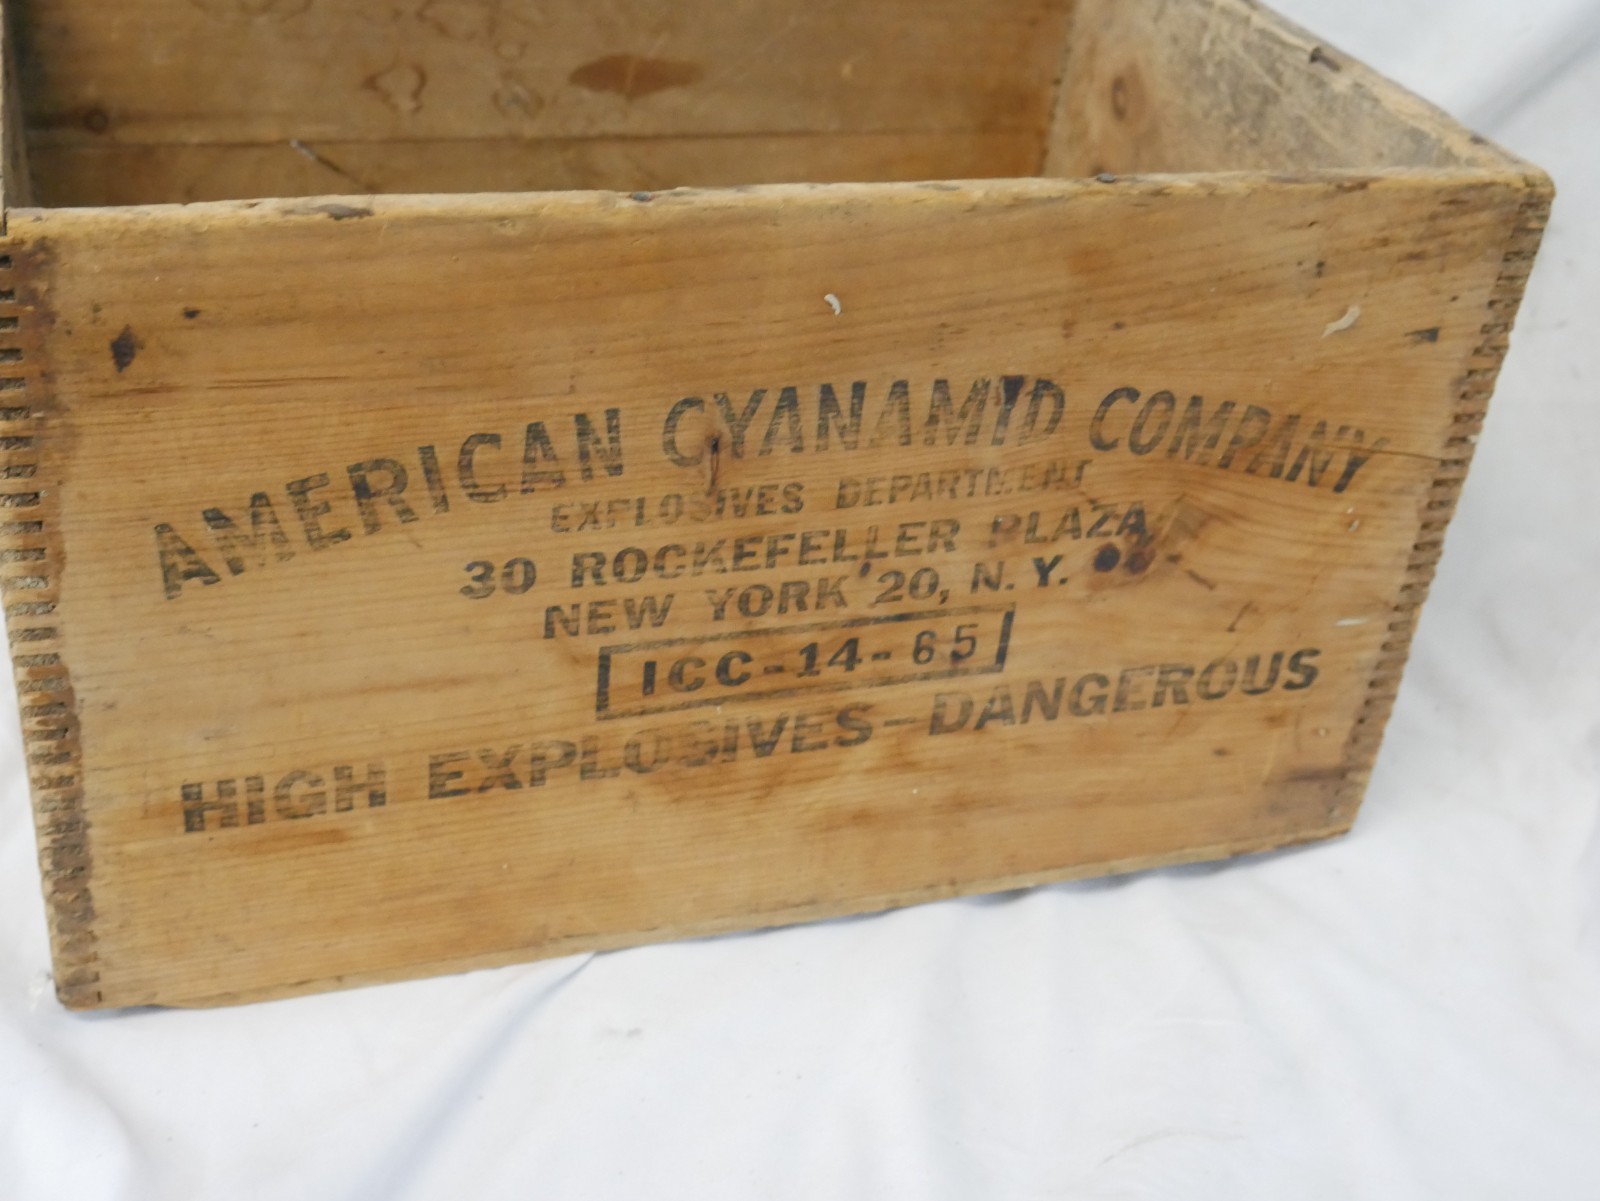 AMERICAN CYANAMID COMPANY
EXPLOSIVES DEPARTMENT
30 ROCKEFELLER PLAZA,
NEW YORK 20, N. Y.
ICC-14-65
HIGH EXPLOSIVES-DANGEROUS